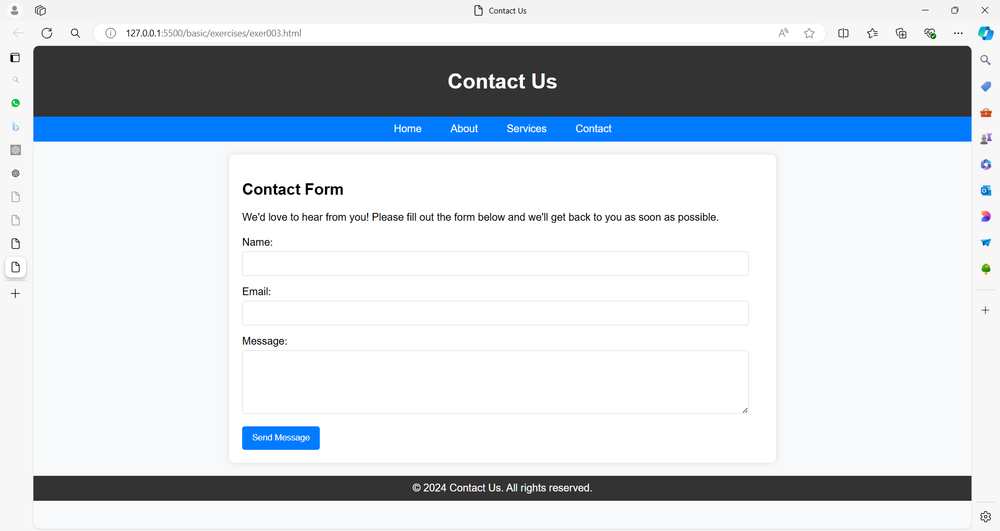 Contact Us
127.0.0.1:5500/basic/exercises/exer003.html
Contact Us
Home About Services Contact
Contact Form
We'd love to hear from you! Please fill out the form below and we'll get back to you as soon as possible.
Name:
Email:
Message:
Send Message
© 2024 Contact Us. All rights reserved.